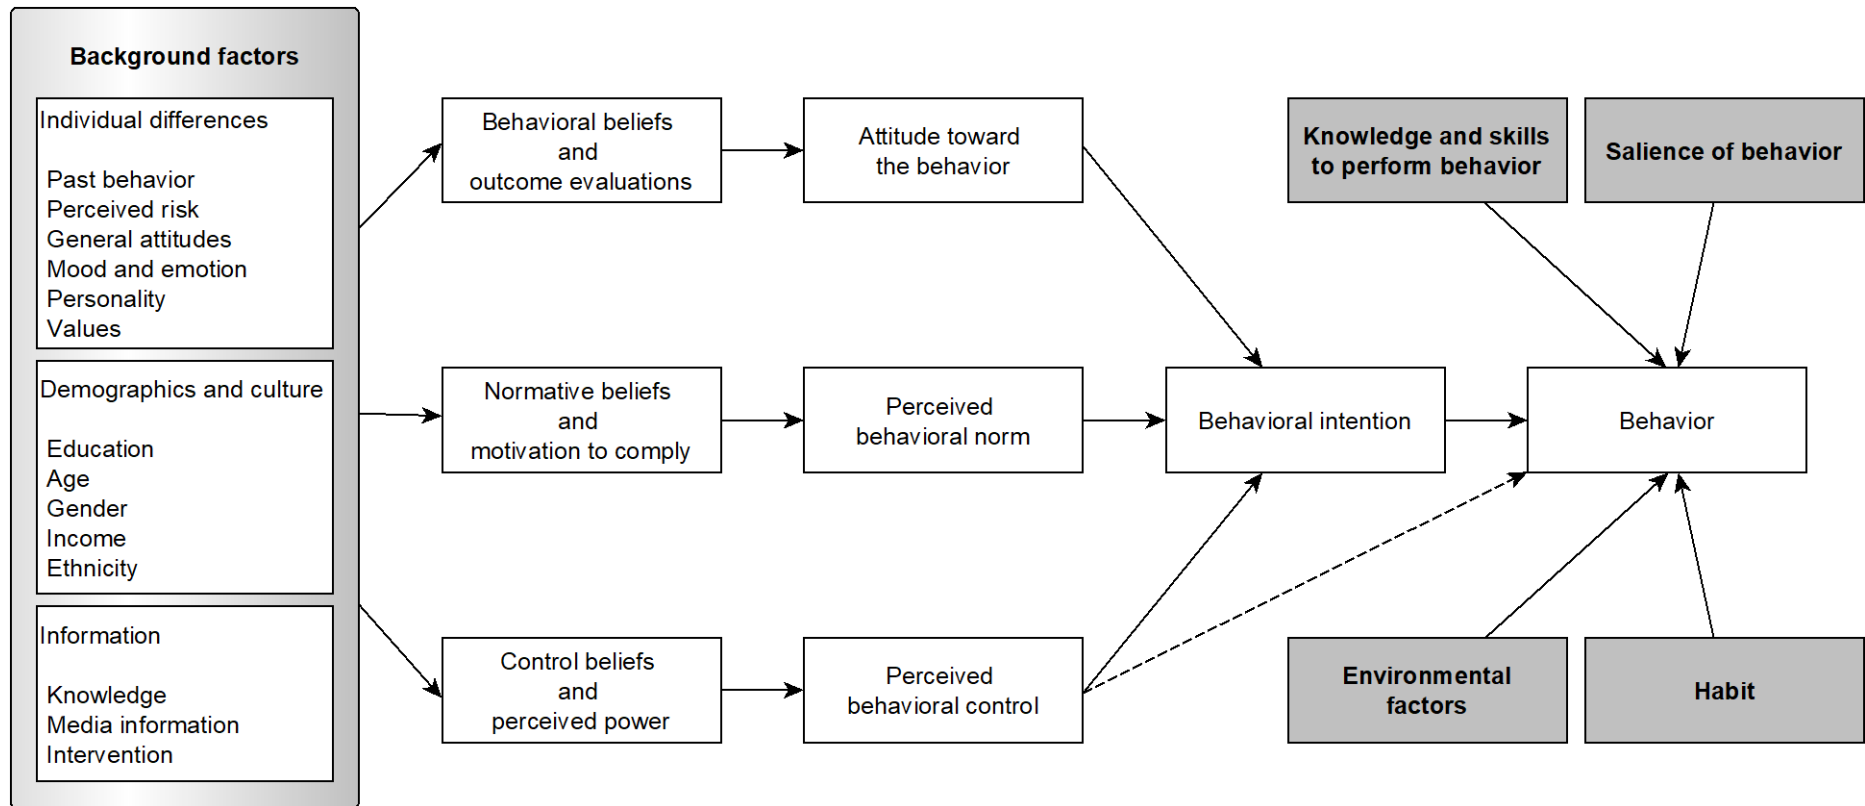 Background factors
Individual differences
Past behavior
Perceived risk
General attitudes
Mood and emotion
Personality
Values
Demographics and culture
Education
Age
Gender
Income
Ethnicity
Information
Knowledge
Media information
Intervention
Behavioral beliefs
and
outcome evaluations
Normative beliefs
and
motivation to comply
Control beliefs
and
perceived power
Attitude toward
the behavior
Perceived
behavioral norm
Perceived
behavioral control
Behavioral intention
Knowledge and skills
to perform behavior
Salience of behavior
Behavior
Environmental
factors
Habit